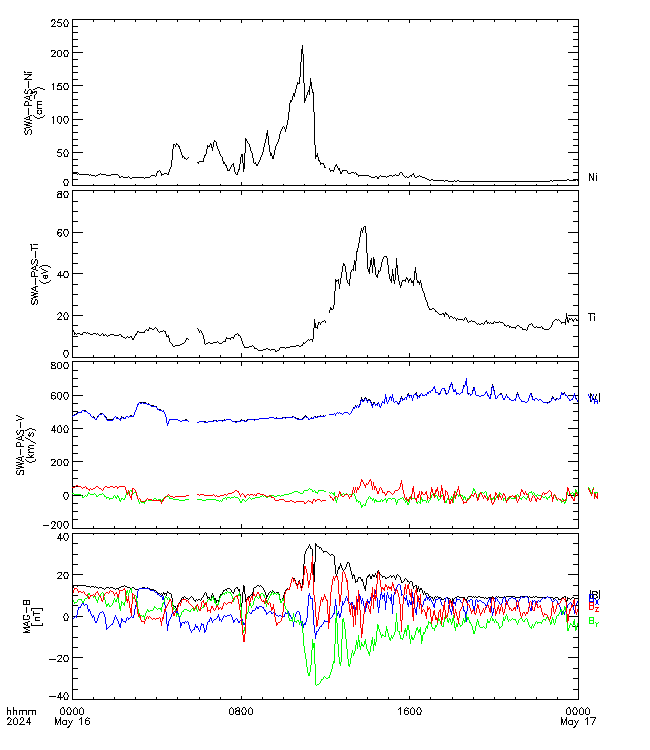 250
200
150
100
50
0
SWA-PAS-Ni
(cm-3)
Ni
80
60
40
20
0
SWA-PAS-Ti
(eV)
Ti
800
600
400
200
0
-200
SWA-PAS-V
(km/s)
40
20
0
-20
-40
MAG-B
[nT]
|B|
Bz
By
hhmm
2024
0000
May 16
0800
1600
0000
May 17